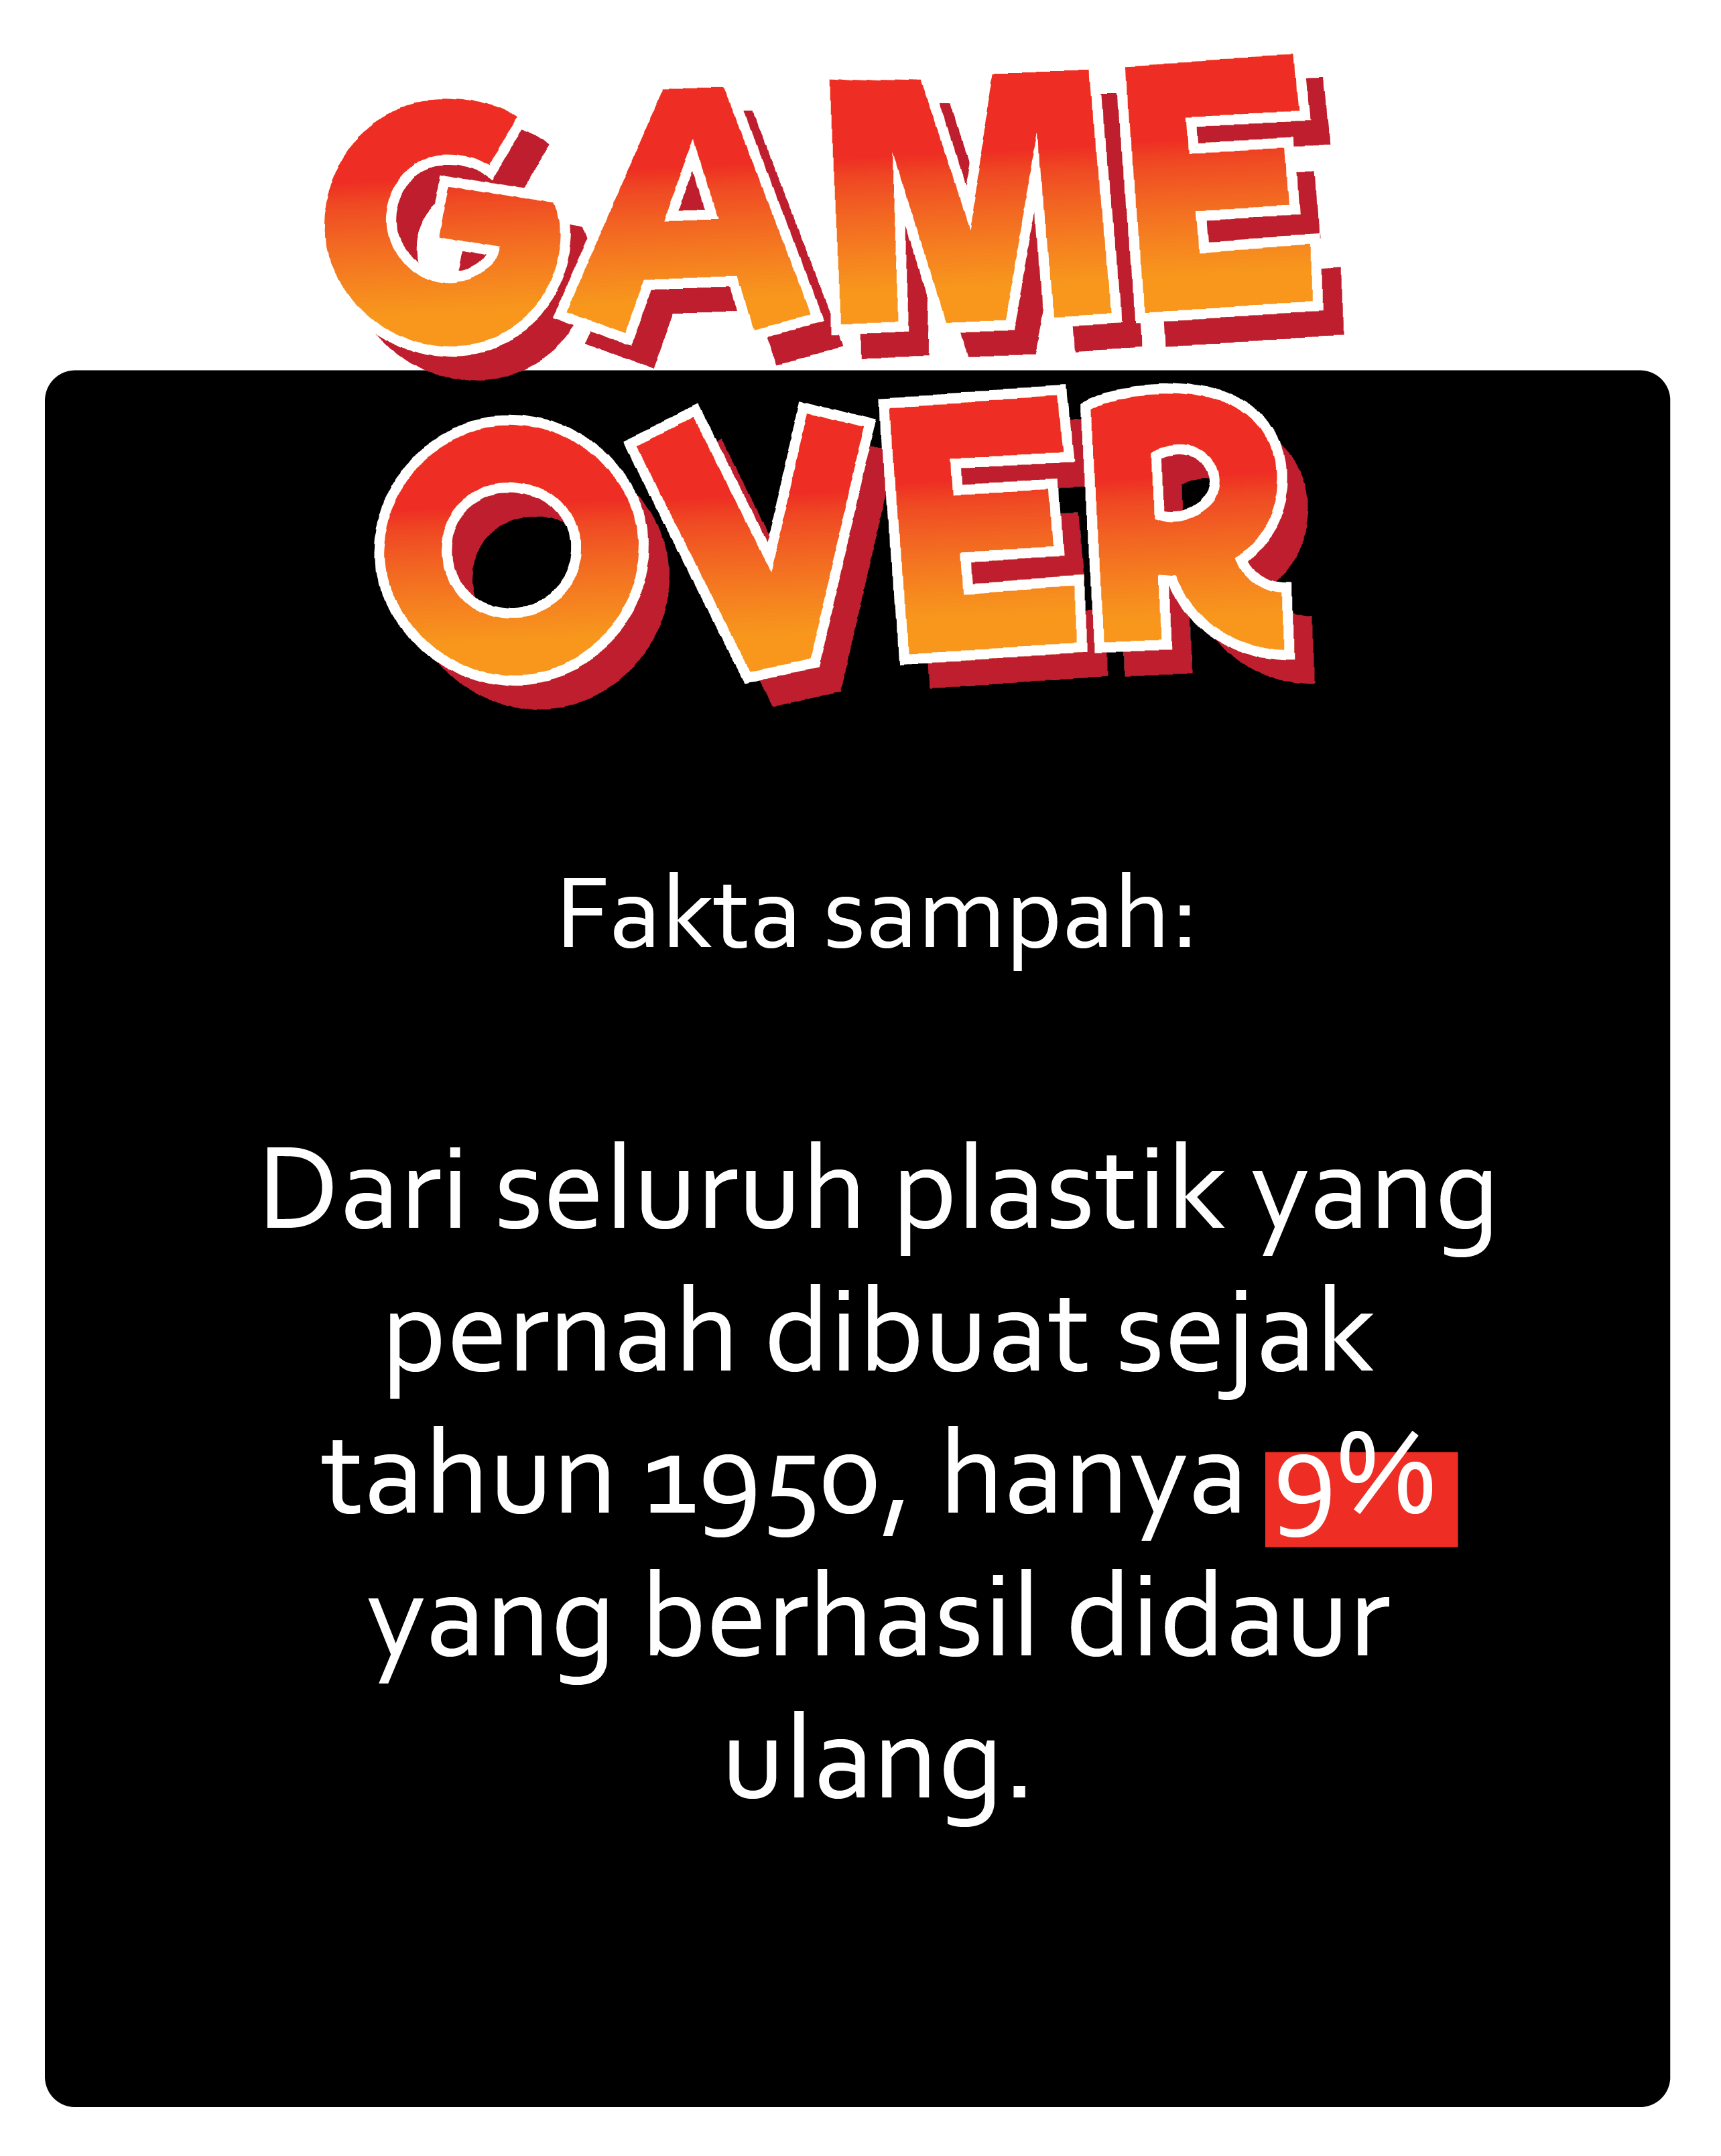 GAME
OVER
Fakta sampah:
Dari seluruh plastik yang
pernah dibuat sejak
tahun 1950, hanya 9%
yang berhasil didaur
ulang.